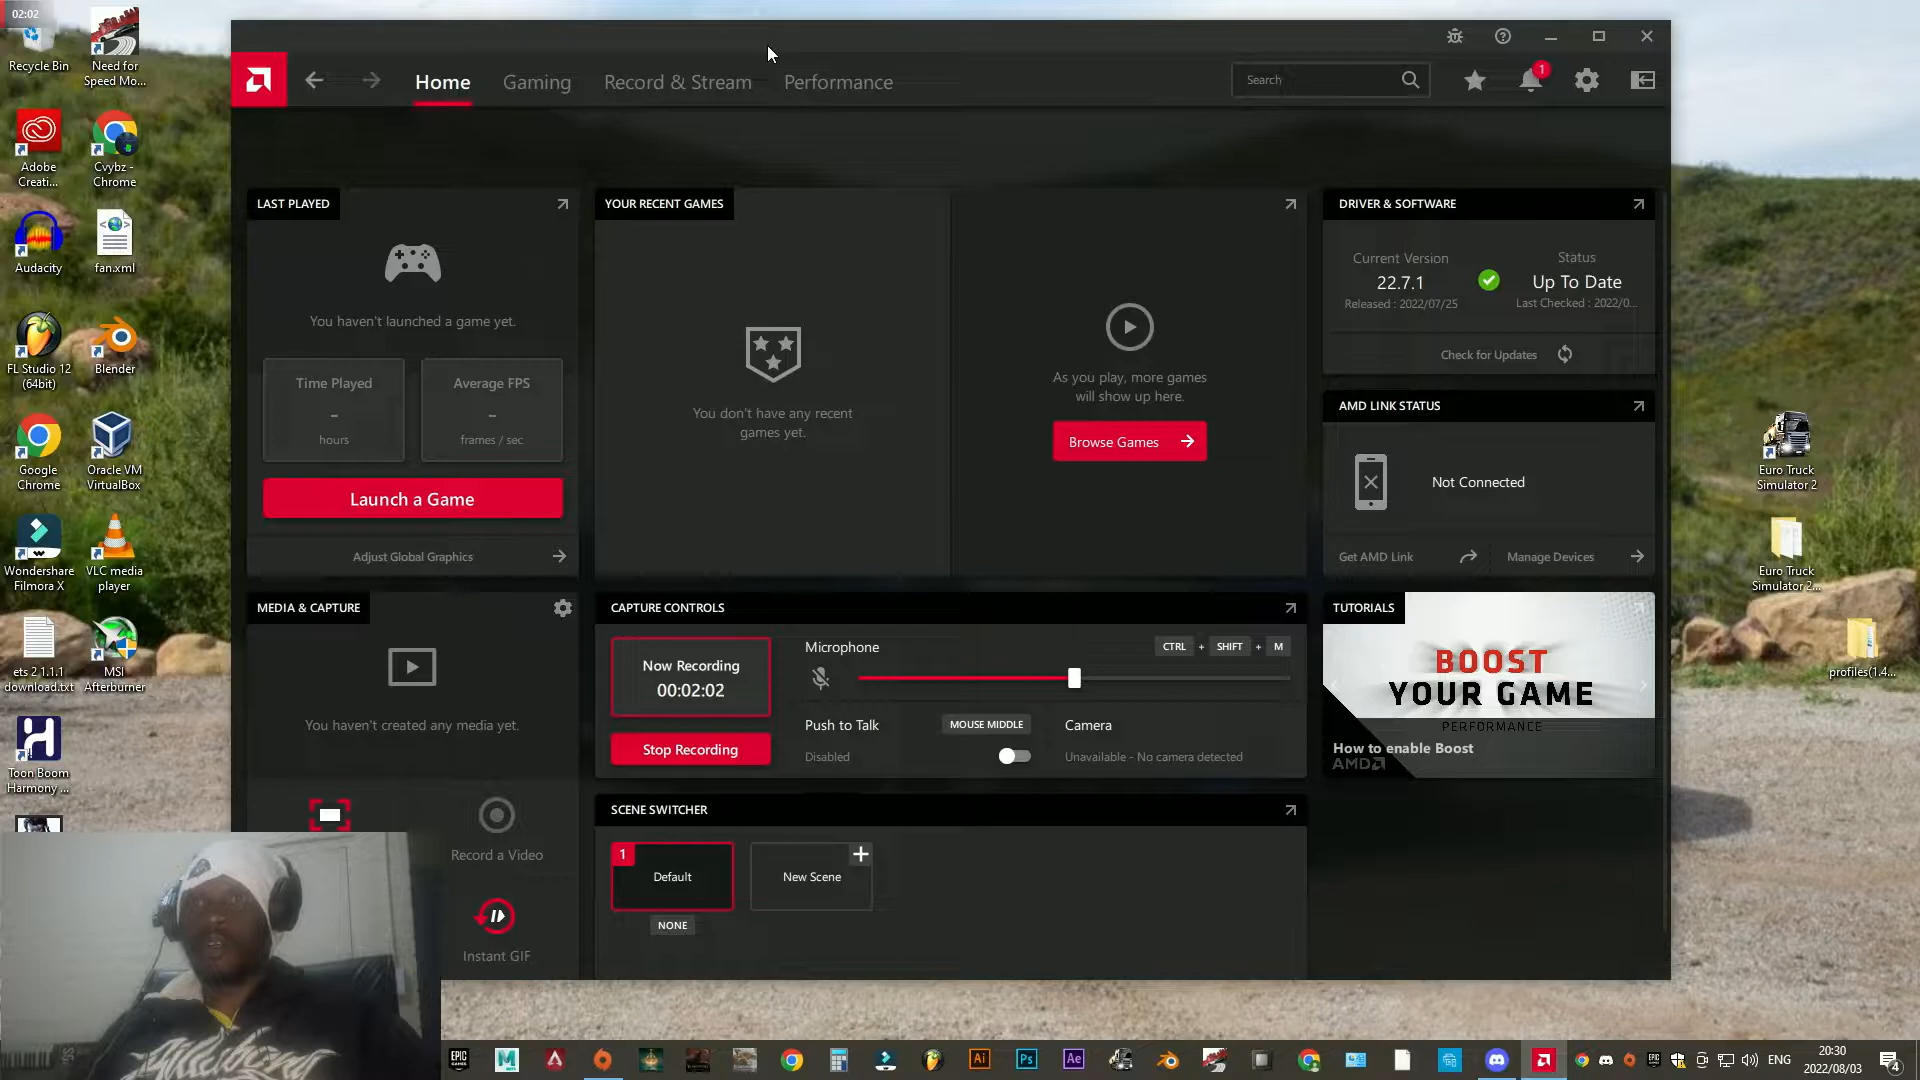 02:02
Recycle Bin
Need for
Speed Mo...
Adobe
Creati...
Cvybz -
Chrome
Audacity
fan.xml
FL Studio 12
(64bit)
Blender
Google
Chrome
Oracle VM
VirtualBox
Wondershare
Filmora X
VLC media
player
ets 2 1.1.1
download.txt
MSI
Afterburner
Toon Boom
Harmony ...
Home
Gaming
Record & Stream
Performance
Search
1
LAST PLAYED
You haven't launched a game yet.
Time Played
-
hours
Average FPS
-
frames / sec
Launch a Game
Adjust Global Graphics
YOUR RECENT GAMES
You don't have any recent
games yet.
As you play, more games
will show up here.
Browse Games
DRIVER & SOFTWARE
Current Version
22.7.1
Released : 2022/07/25
Status
Up To Date
Last Checked : 2022/0...
Check for Updates
AMD LINK STATUS
Not Connected
Get AMD Link
Manage Devices
MEDIA & CAPTURE
You haven't created any media yet.
Record a Video
Instant GIF
CAPTURE CONTROLS
Now Recording
00:02:02
Stop Recording
Microphone
CTRL + SHIFT + M
Push to Talk
MOUSE MIDDLE
Disabled
Camera
Unavailable - No camera detected
TUTORIALS
BOOST
YOUR GAME
PERFORMANCE
How to enable Boost
AMD
SCENE SWITCHER
1
Default
NONE
New Scene
Euro Truck
Simulator 2
Euro Truck
Simulator 2...
profiles(1.4...
EPIC
GAMES
M
Ai
Ps
Ae
EPIC
ENG
20:30
2022/08/03
4